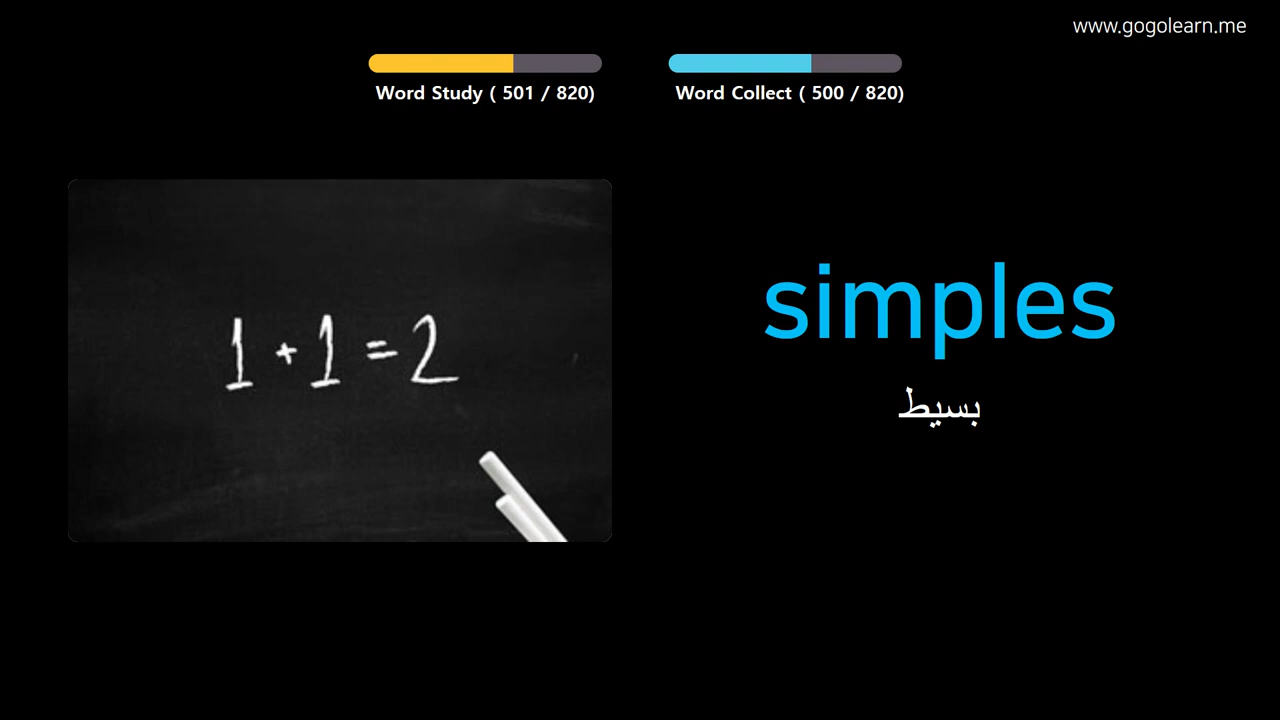 www.gogolearn.me
Word Study ( 501 / 820)
Word Collect ( 500 / 820)
1 + 1 = 2
simples
بسيط